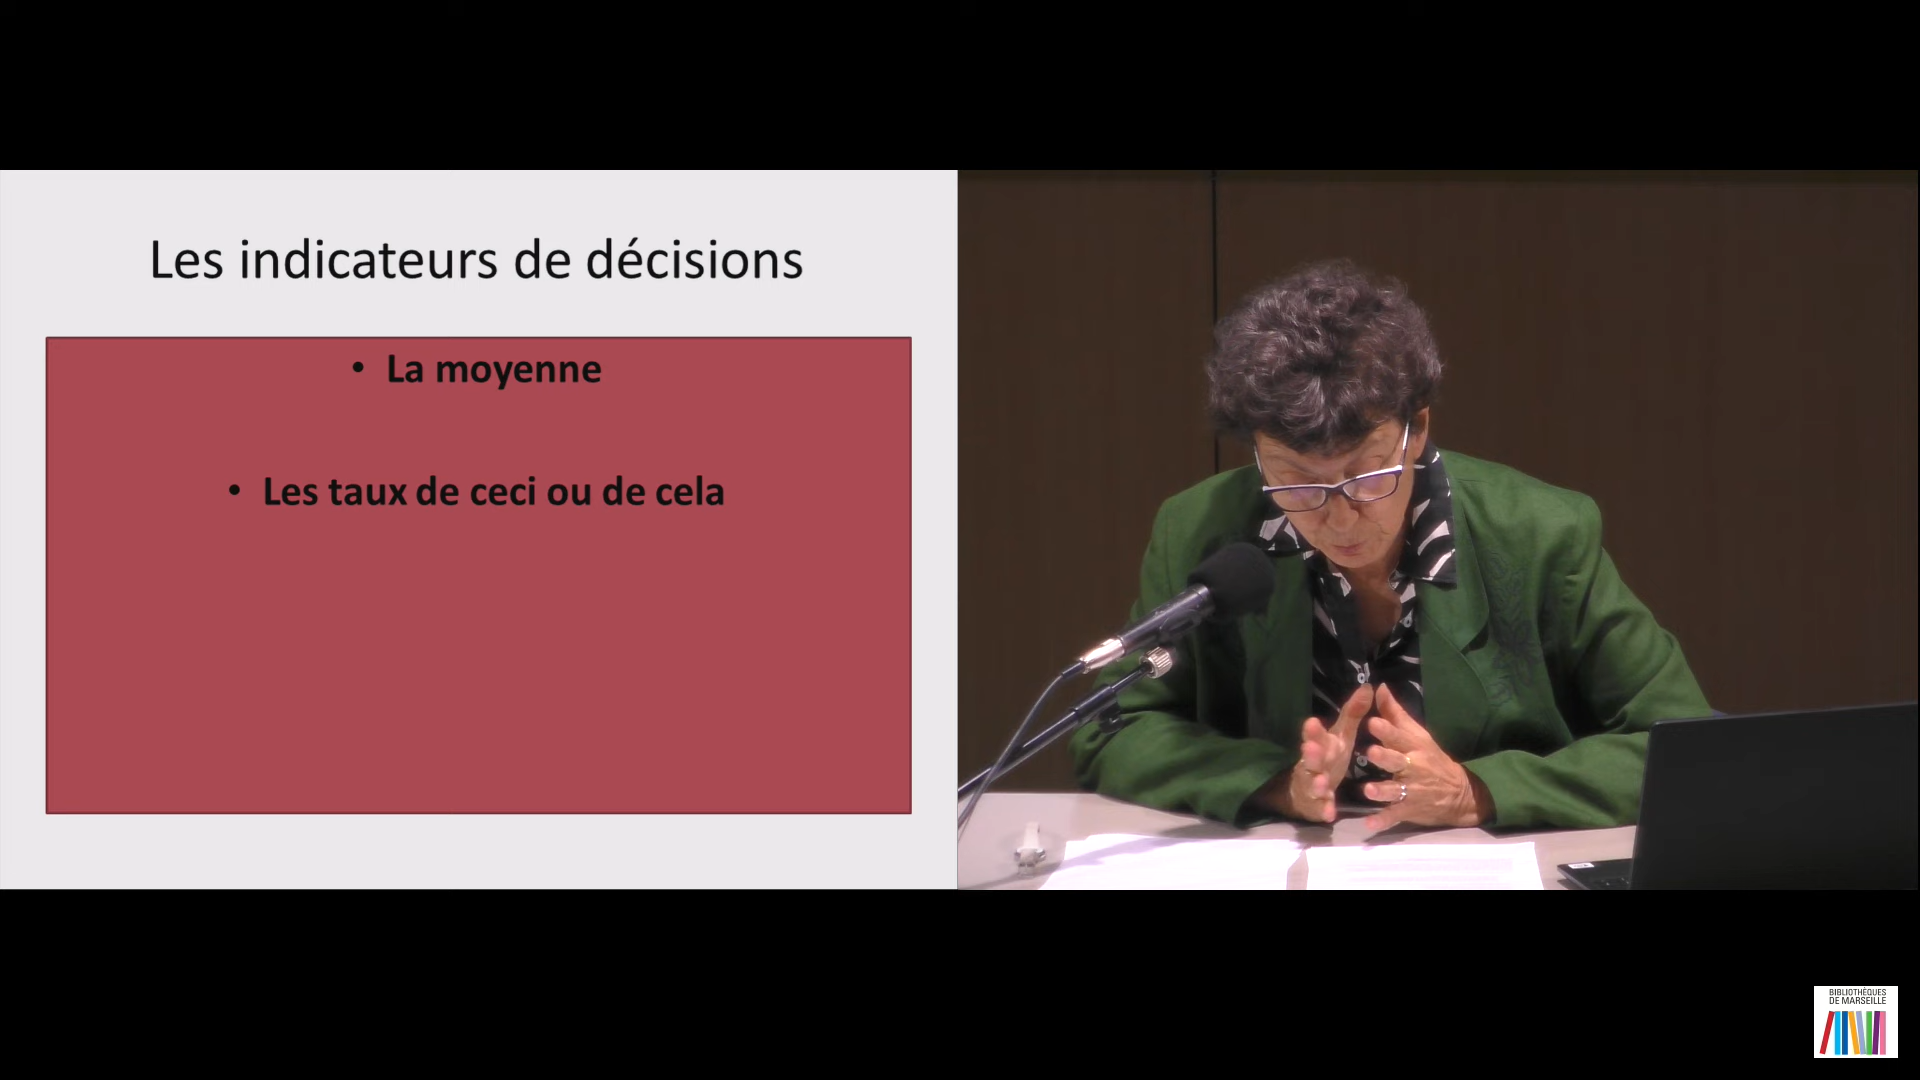 Les indicateurs de décisions
• La moyenne
• Les taux de ceci ou de cela
BIBLIOTHÈQUES
DE MARSEILLE